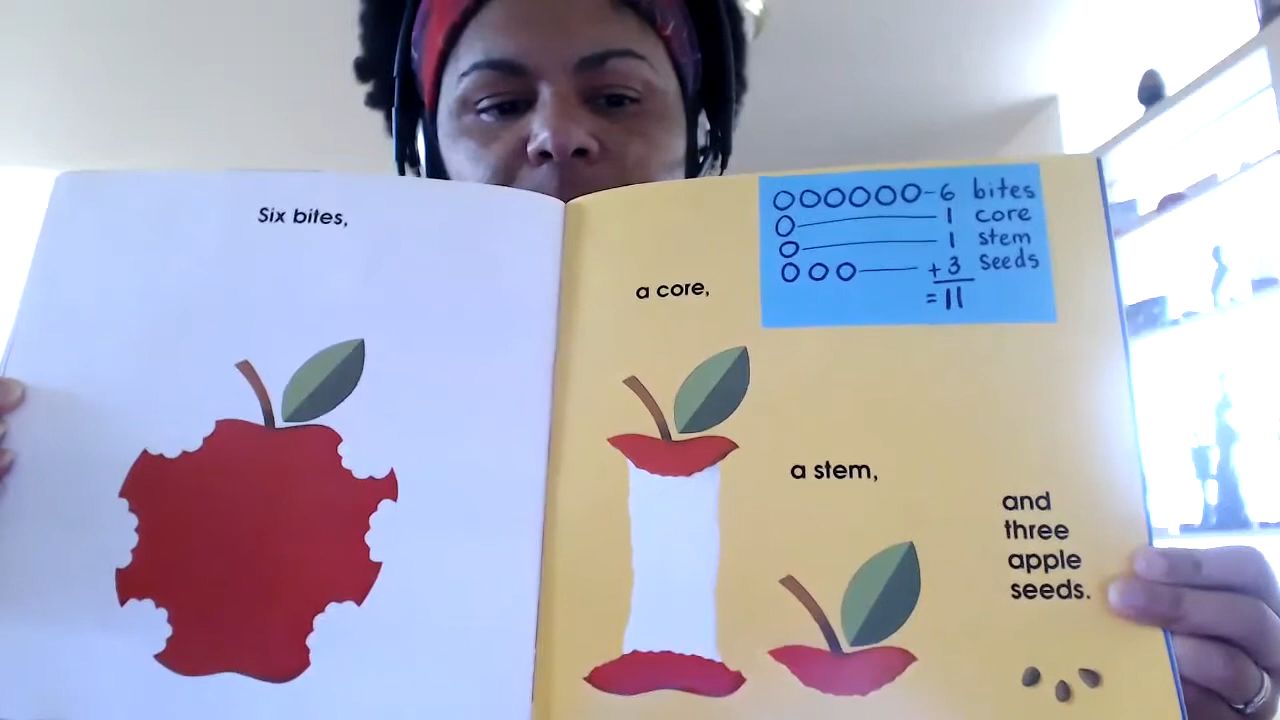 Six bites,
a core,
OOOOOO-6 bites
O 1 core
O 1 stem
OOO + 3 seeds
= 11
a stem,
and
three
apple
seeds.